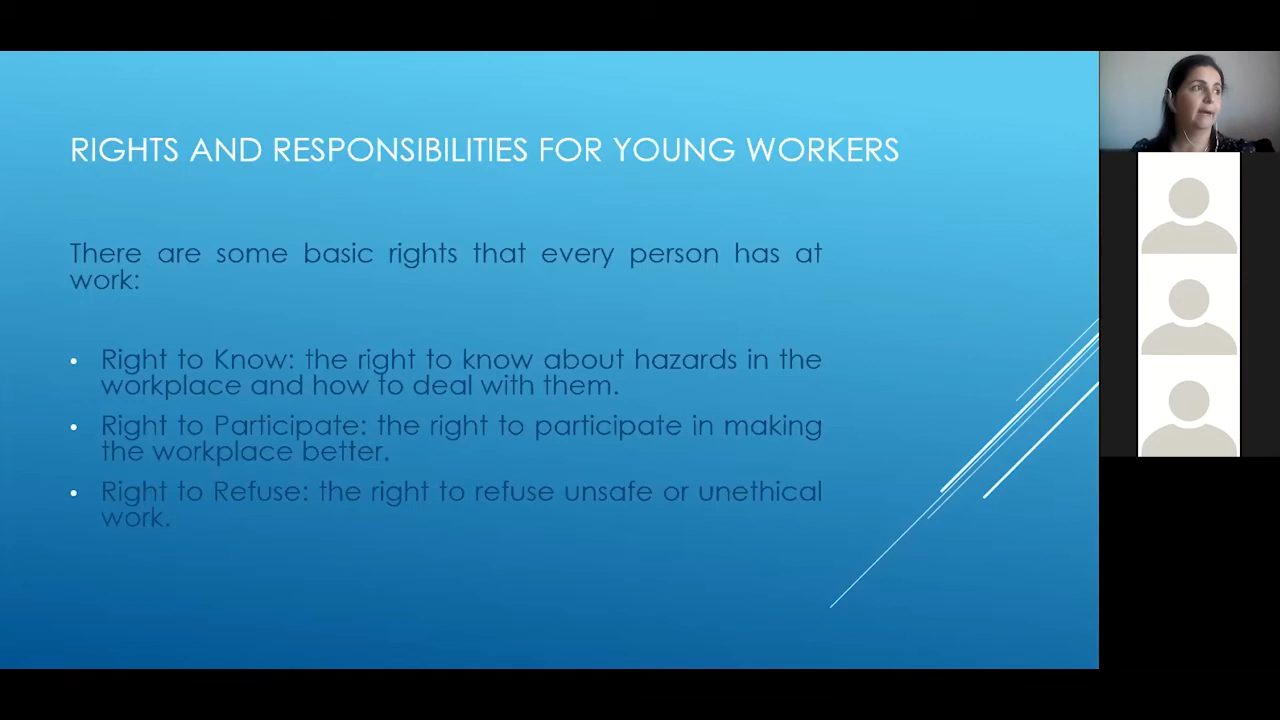 RIGHTS AND RESPONSIBILITIES FOR YOUNG WORKERS
There are some basic rights that every person has at
work:
• Right to Know: the right to know about hazards in the
workplace and how to deal with them.
• Right to Participate: the right to participate in making
the workplace better.
• Right to Refuse: the right to refuse unsafe or unethical
work.